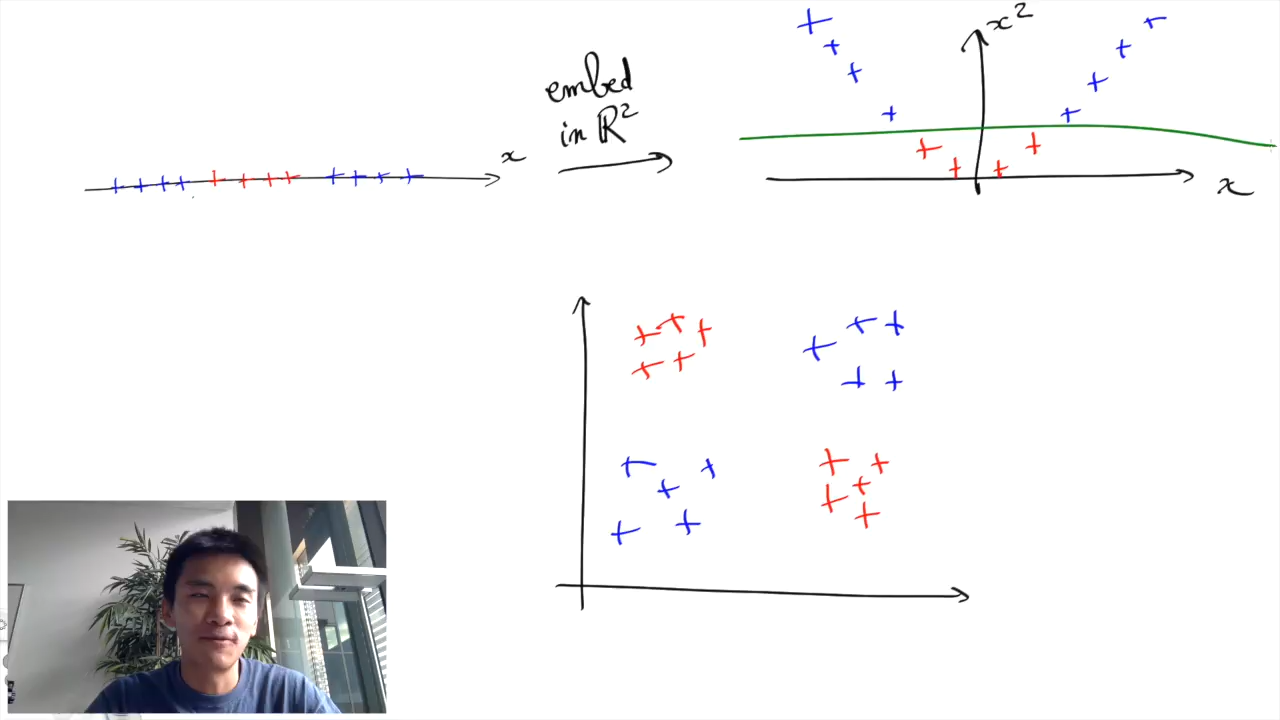 x
embed
in ℝ²
x²
x